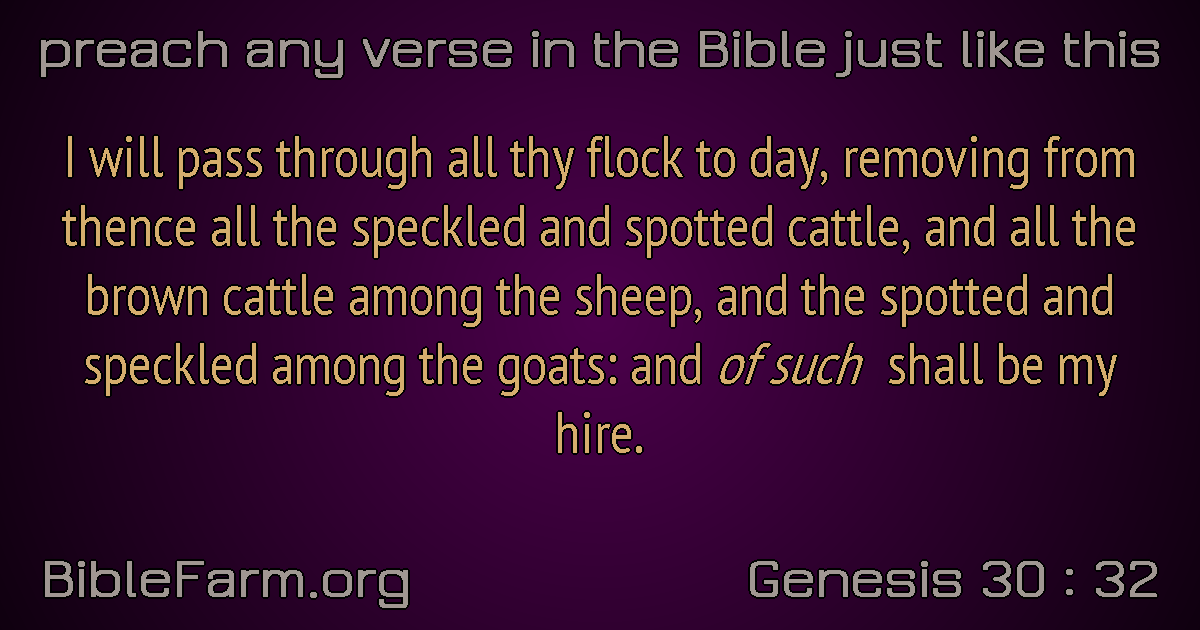 preach any verse in the Bible just like this
I will pass through all thy flock to day, removing from
thence all the speckled and spotted cattle, and all the
brown cattle among the sheep, and the spotted and
speckled among the goats: and of such shall be my
hire.
BibleFarm.org
Genesis 30 : 32